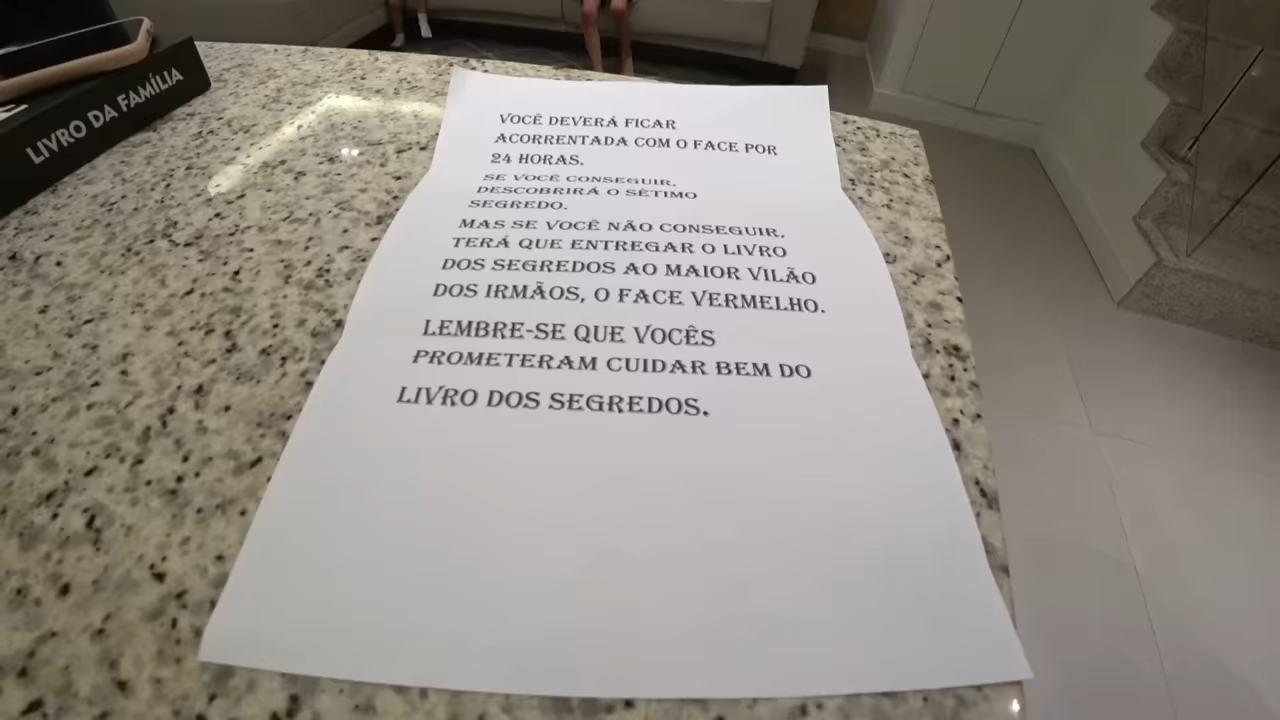 LIVRO DA FAMÍLIA
VOCÊ DEVERÁ FICAR
ACORRENTADA COM O FACE POR
24 HORAS.
SE VOCÊ CONSEGUIR,
DESCOBRIRÁ O SÉTIMO
SEGREDO.
MAS SE VOCÊ NÃO CONSEGUIR,
TERÁ QUE ENTREGAR O LIVRO
DOS SEGREDOS AO MAIOR VILÃO
DOS IRMÃOS, O FACE VERMELHO.
LEMBRE-SE QUE VOCÊS
PROMETERAM CUIDAR BEM DO
LIVRO DOS SEGREDOS.